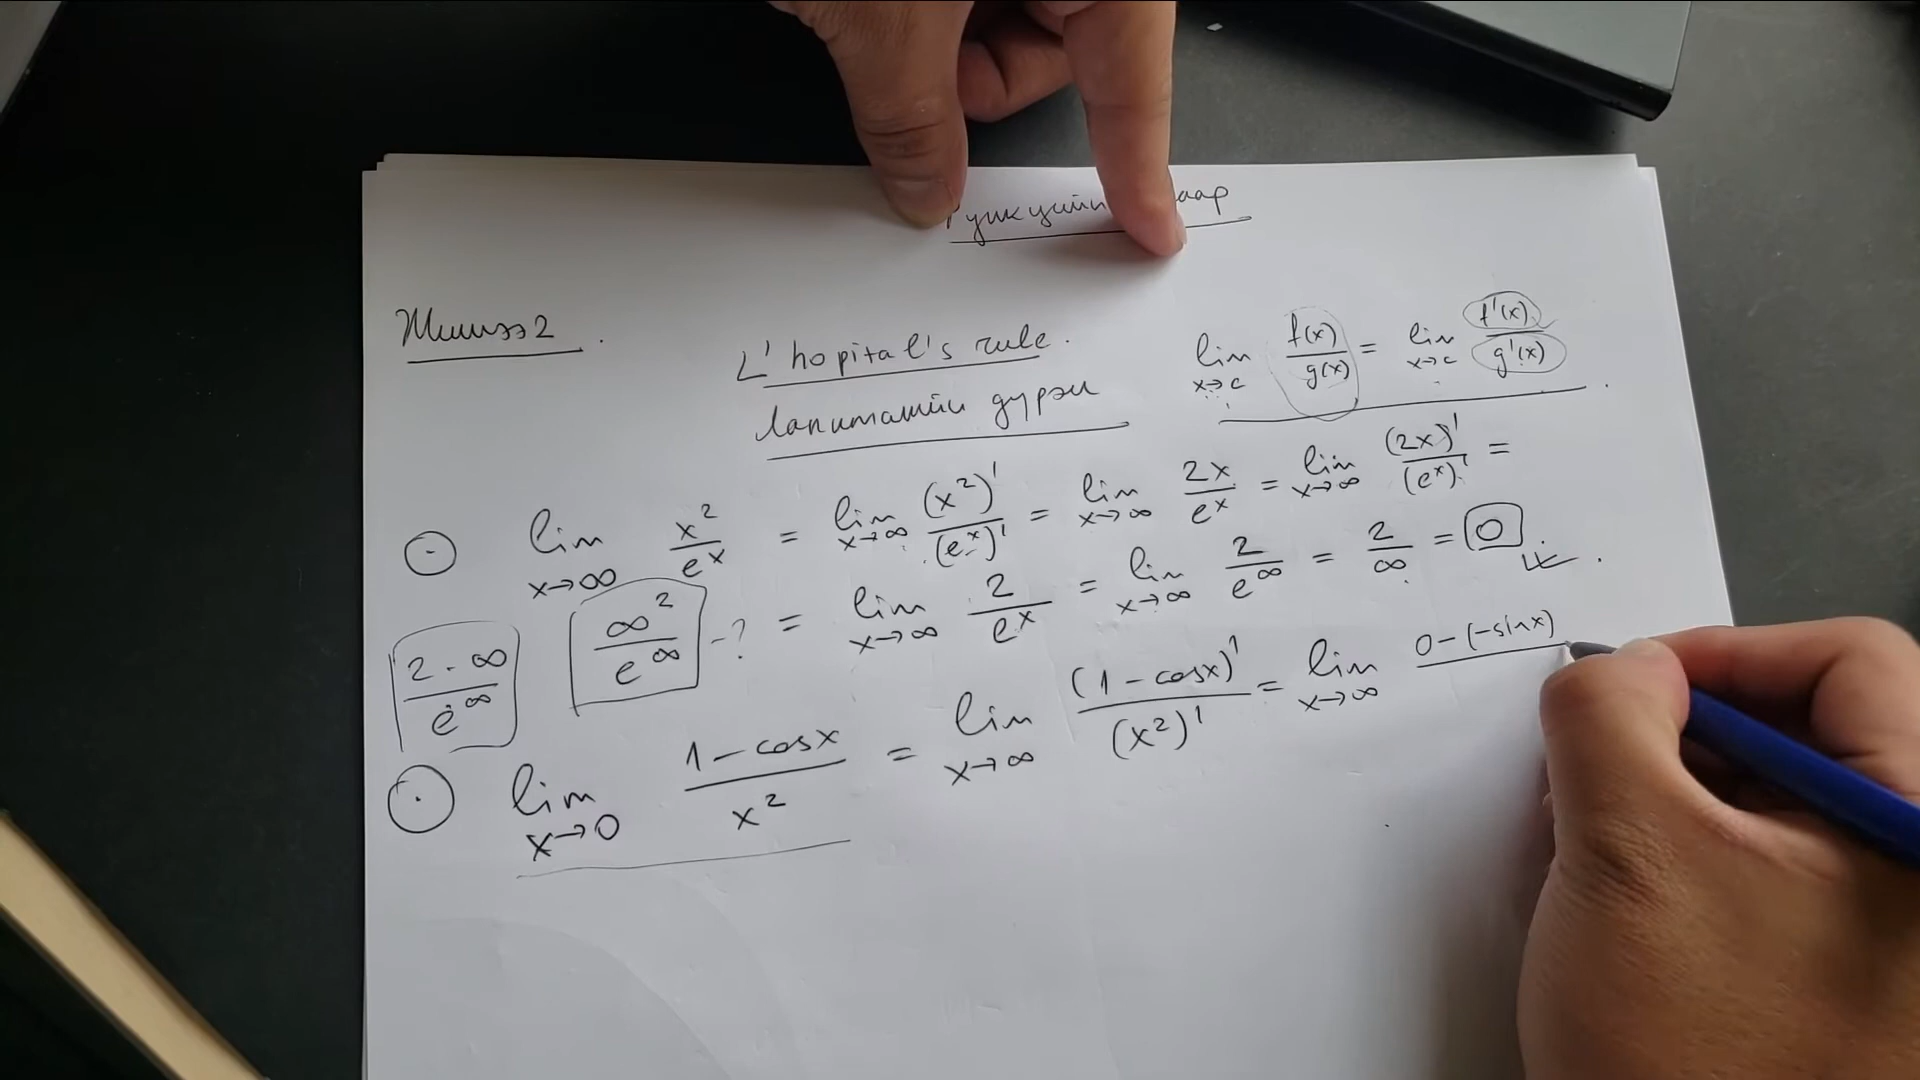 Функцийн
Жишээ 2.
L'hopital's rule.
Лапиталийн дүрэм
lim x→c f(x)/g(x) = lim x→c f'(x)/g'(x)
⊙ lim x→∞ x²/eˣ = lim x→∞ (x²)'/(eˣ)' = lim x→∞ 2x/eˣ = lim x→∞ (2x)'/(eˣ)' =
2·∞/e^∞ ∞²/e^∞ -? = lim x→∞ 2/eˣ = lim x→∞ 2/e^∞ = 2/∞ = 0.
⊙ lim x→0 1-cosx/x² = lim x→∞ (1-cosx)'/(x²)' = lim x→∞ 0-(-sinx)